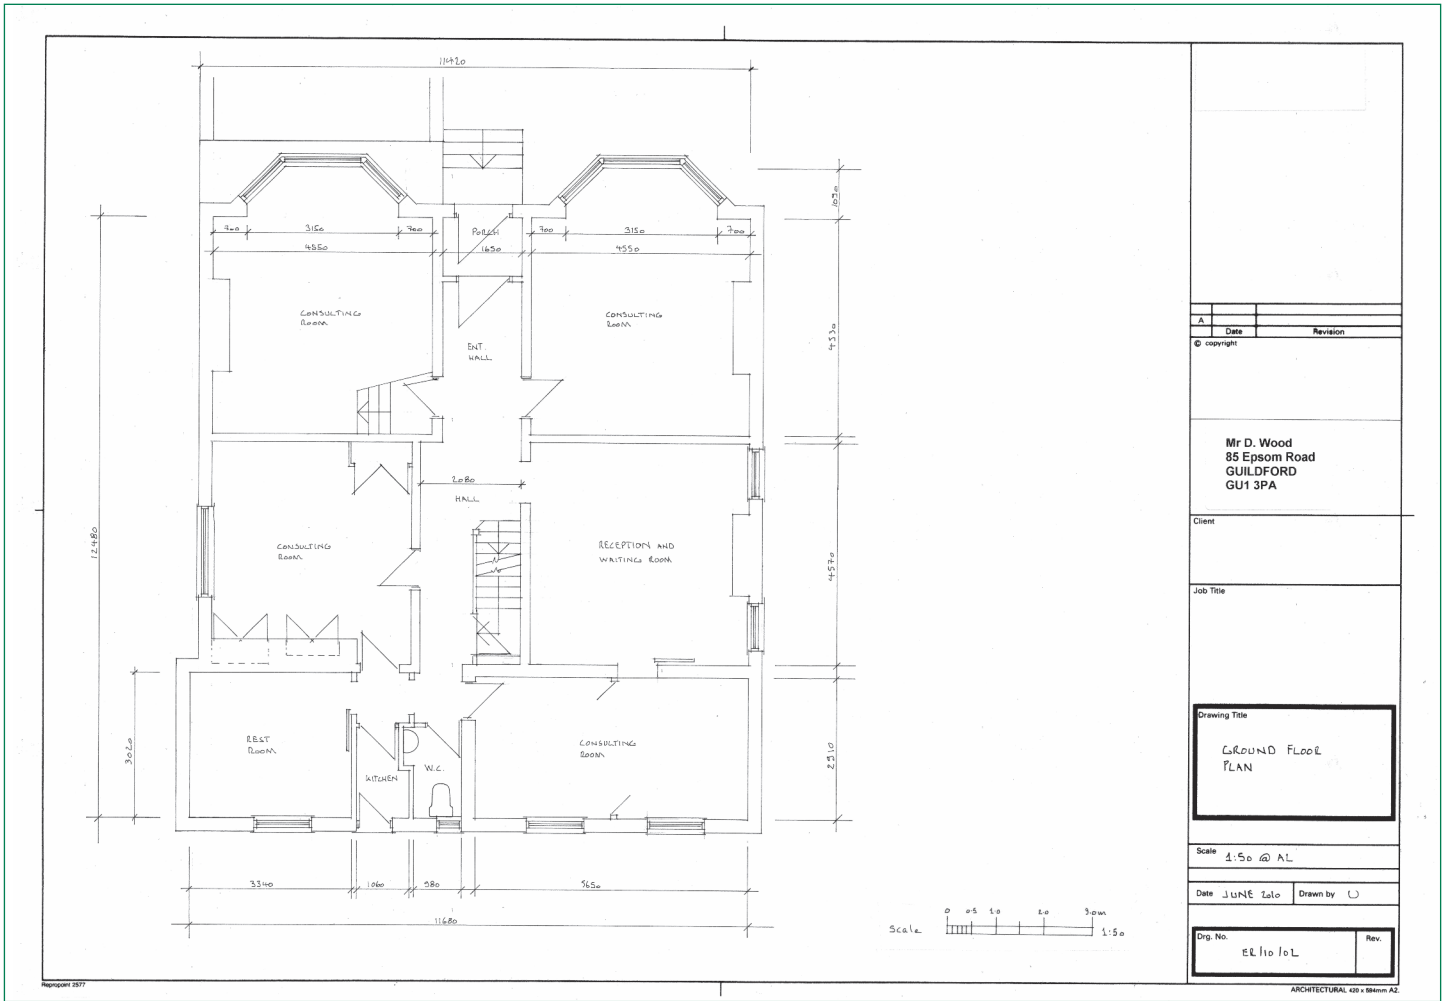 11420
1090
700
3150
700
PORCH
700
3150
700
4550
1650
4550
CONSULTING
ROOM
CONSULTING
ROOM
ENT.
HALL
4530
2080
HALL
12480
CONSULTING
ROOM
RECEPTION AND
WAITING ROOM
4570
REST
ROOM
3020
KITCHEN
W.C.
CONSULTING
ROOM
2910
3340
1060
980
5650
11680
Scale
0 0.5 1.0 2.0 3.0m
1:50
A
Date Revision
© copyright
Mr D. Wood
85 Epsom Road
GUILDFORD
GU1 3PA
Client
Job Title
Drawing Title
GROUND FLOOR
PLAN
Scale 1:50 @ A2
Date JUNE 2010 Drawn by
Drg. No. Rev.
ER/10/02
Repropoint 2577
ARCHITECTURAL 420 x 594mm A2.